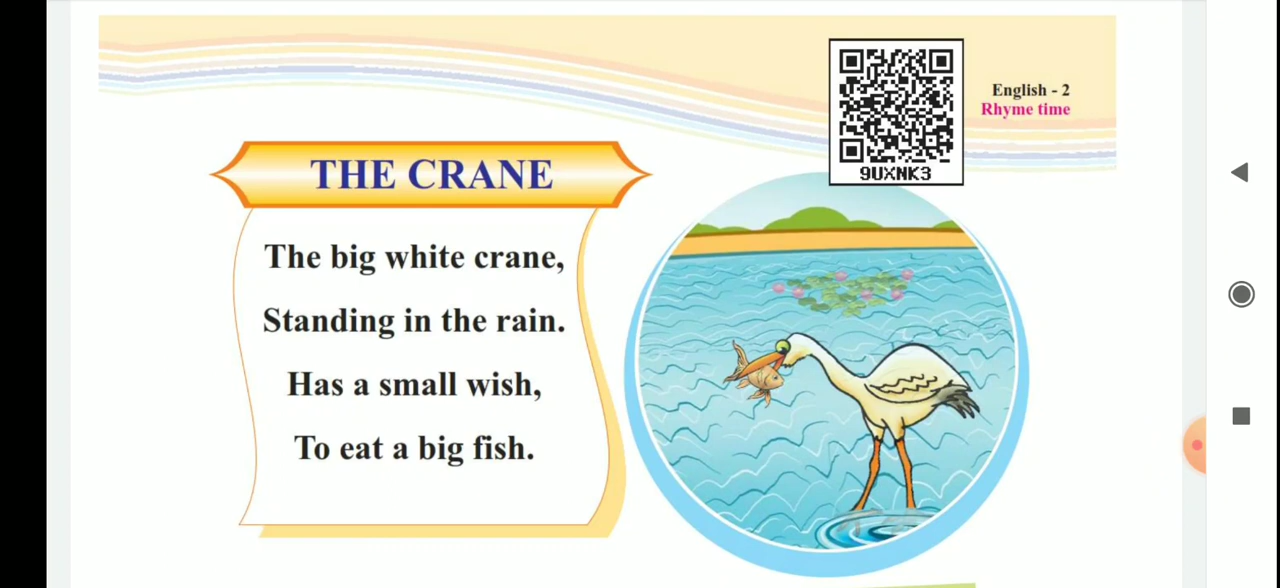 9UXNK3
English - 2
Rhyme time
THE CRANE
The big white crane,
Standing in the rain.
Has a small wish,
To eat a big fish.